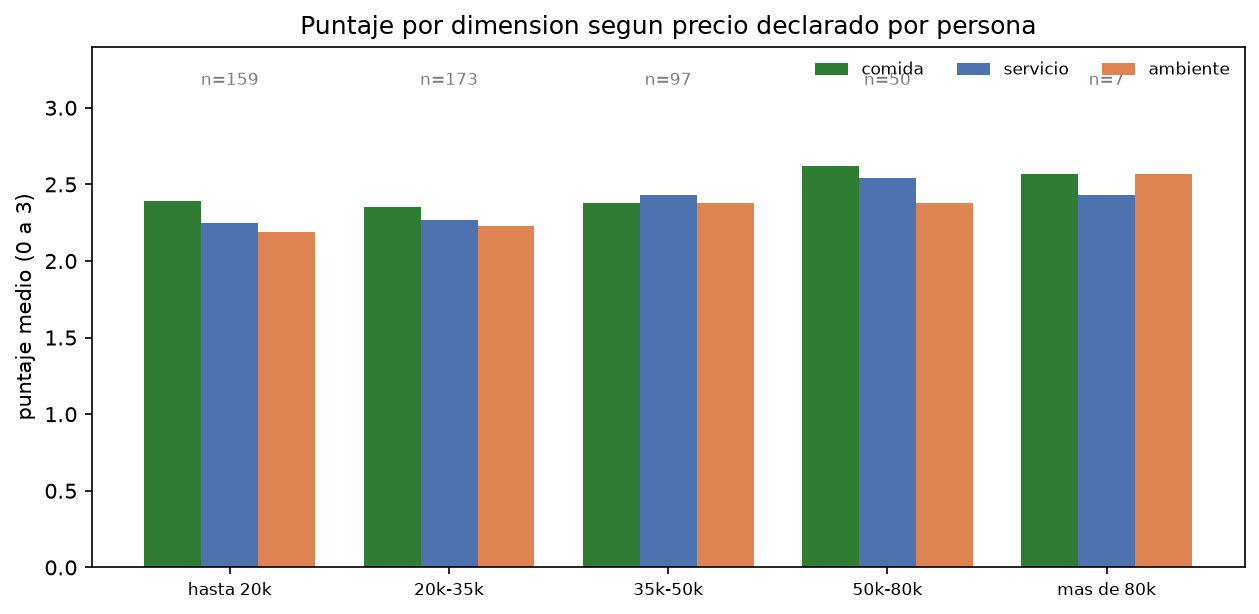 Puntaje por dimension segun precio declarado por persona
comida servicio ambiente
n=159 n=173 n=97 n=50 n=7
puntaje medio (0 a 3)
3.0
2.5
2.0
1.5
1.0
0.5
0.0
hasta 20k 20k-35k 35k-50k 50k-80k mas de 80k